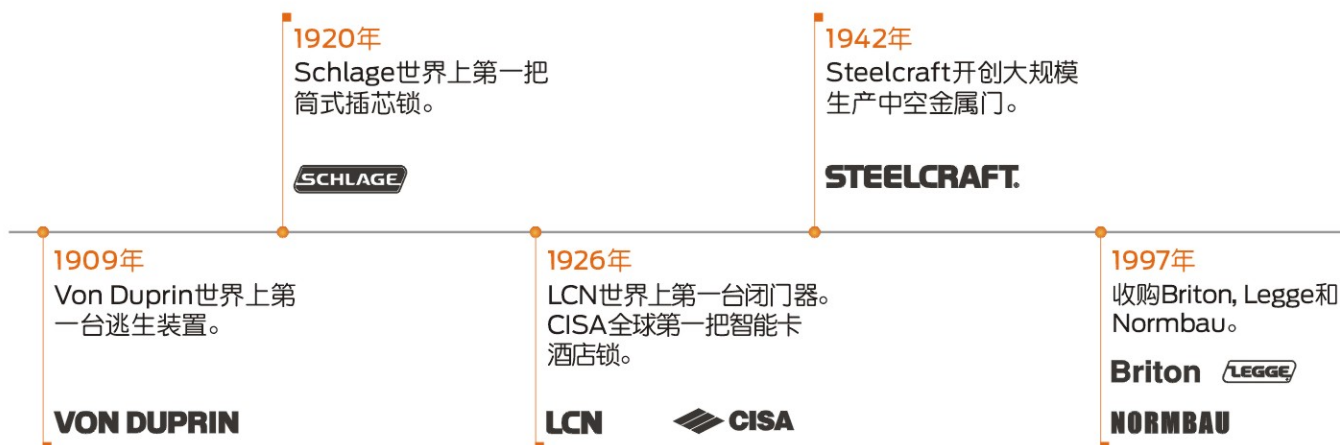 1920年
Schlage世界上第一把
筒式插芯锁。
SCHLAGE
1942年
Steelcraft开创大规模
生产中空金属门。
STEELCRAFT.
1909年
Von Duprin世界上第
一台逃生装置。
VON DUPRIN
1926年
LCN世界上第一台闭门器。
CISA全球第一把智能卡
酒店锁。
LCN CISA
1997年
收购Briton, Legge和
Normbau。
Briton LEGGE
NORMBAU